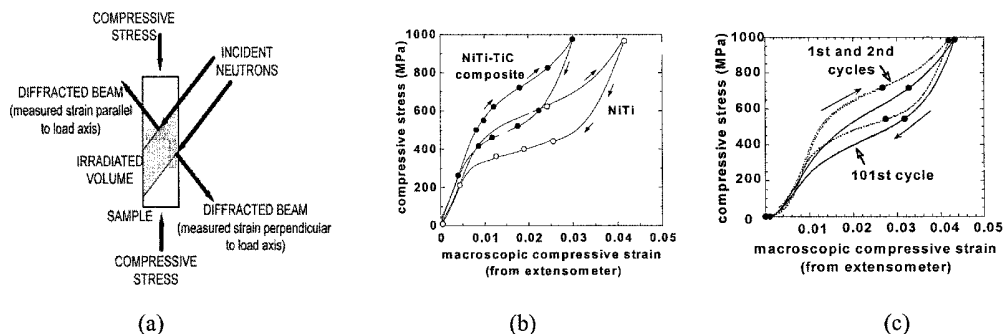 COMPRESSIVE
STRESS
INCIDENT
NEUTRONS
DIFFRACTED BEAM
(measured strain parallel
to load axis)
IRRADIATED
VOLUME
SAMPLE
DIFFRACTED BEAM
(measured strain perpendicular
to load axis)
COMPRESSIVE
STRESS
(a)
compressive stress (MPa)
1000
800
600
400
200
0
NiTi-TiC
composite
NiTi
0 0.01 0.02 0.03 0.04 0.05
macroscopic compressive strain
(from extensometer)
(b)
compressive stress (MPa)
1000
800
600
400
200
0
1st and 2nd
cycles
101st cycle
0 0.01 0.02 0.03 0.04 0.05
macroscopic compressive strain
(from extensometer)
(c)